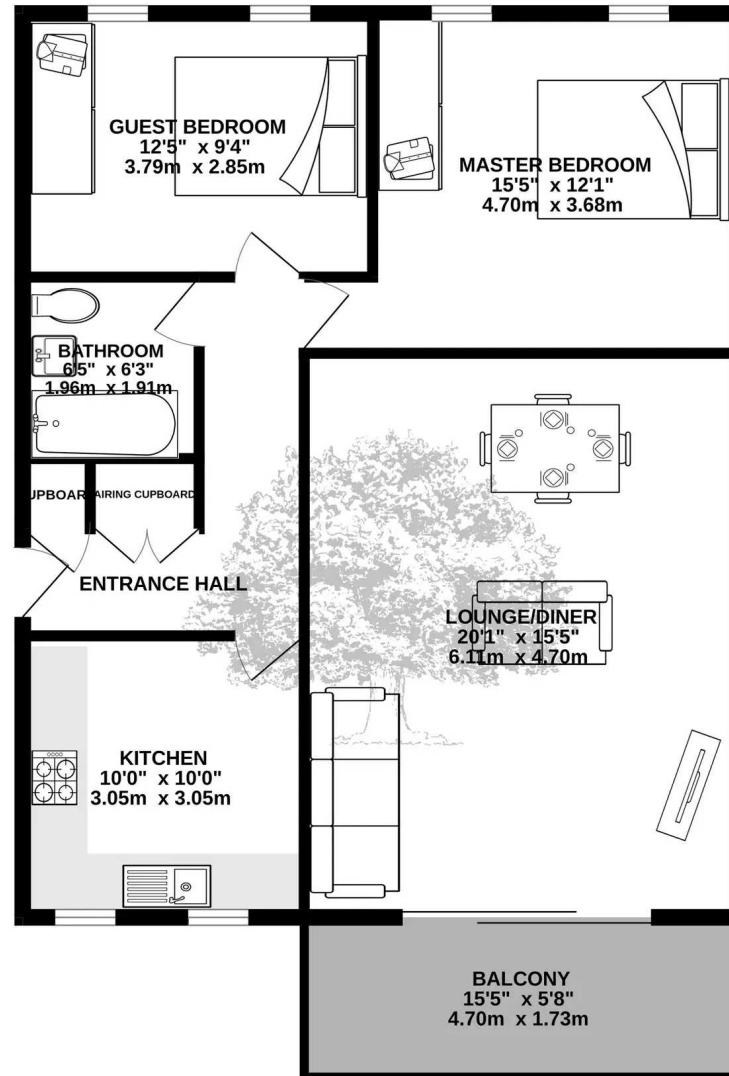 GUEST BEDROOM
12'5" x 9'4"
3.79m x 2.85m
MASTER BEDROOM
15'5" x 12'1"
4.70m x 3.68m
BATHROOM
6'5" x 6'3"
1.96m x 1.91m
UPBOAR
AIRING CUPBOARD
ENTRANCE HALL
LOUNGE/DINER
20'1" x 15'5"
6.11m x 4.70m
KITCHEN
10'0" x 10'0"
3.05m x 3.05m
BALCONY
15'5" x 5'8"
4.70m x 1.73m